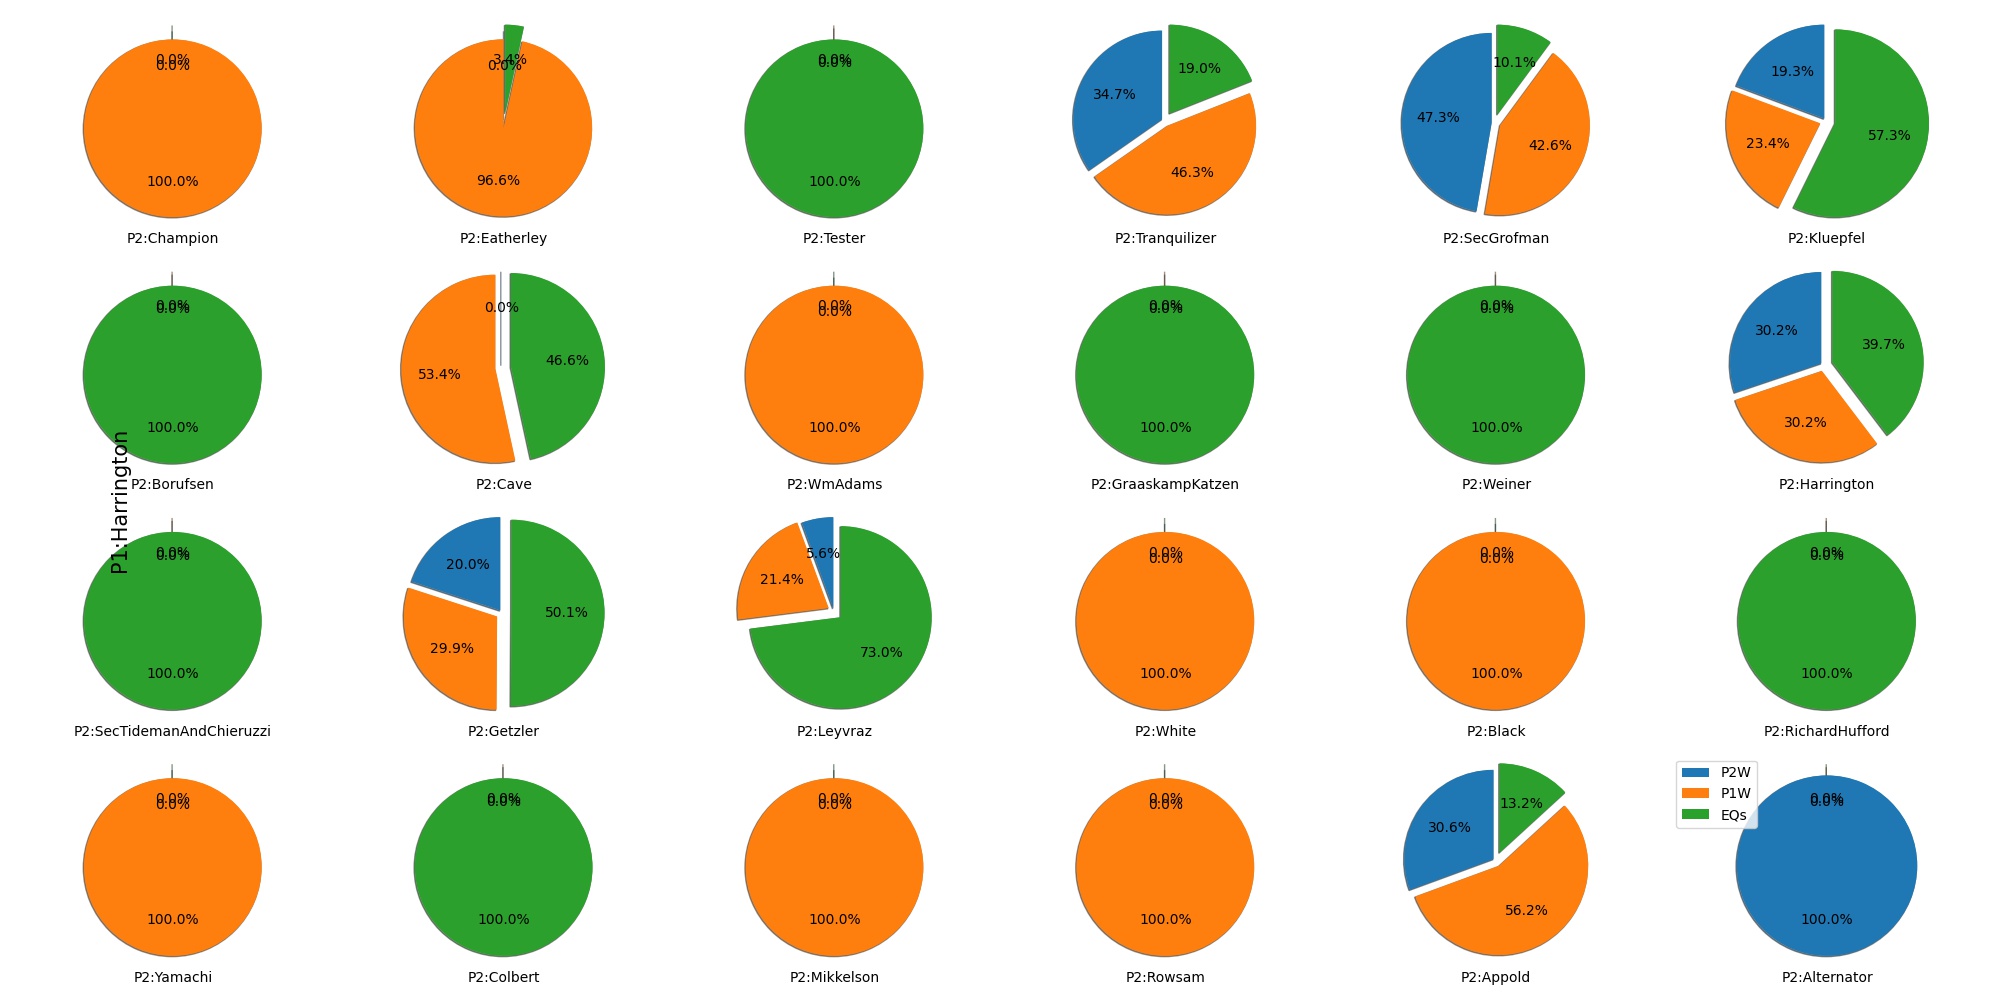 0.0%
0.0%
100.0%
P2:Champion
3.4%
0.0%
96.6%
P2:Eatherley
0.0%
0.0%
100.0%
P2:Tester
19.0%
34.7%
46.3%
P2:Tranquilizer
10.1%
47.3%
42.6%
P2:SecGrofman
19.3%
57.3%
23.4%
P2:Kluepfel
P1:Harrington
0.0%
0.0%
100.0%
P2:Borufsen
0.0%
46.6%
53.4%
P2:Cave
0.0%
0.0%
100.0%
P2:WmAdams
0.0%
0.0%
100.0%
P2:GraaskampKatzen
0.0%
0.0%
100.0%
P2:Weiner
30.2%
39.7%
30.2%
P2:Harrington
0.0%
0.0%
100.0%
P2:SecTidemanAndChieruzzi
20.0%
50.1%
29.9%
P2:Getzler
5.6%
21.4%
73.0%
P2:Leyvraz
0.0%
0.0%
100.0%
P2:White
0.0%
0.0%
100.0%
P2:Black
0.0%
0.0%
100.0%
P2:RichardHufford
0.0%
0.0%
100.0%
P2:Yamachi
0.0%
0.0%
100.0%
P2:Colbert
0.0%
0.0%
100.0%
P2:Mikkelson
0.0%
0.0%
100.0%
P2:Rowsam
13.2%
30.6%
56.2%
P2:Appold
P2W
P1W
EQs
0.0%
0.0%
100.0%
P2:Alternator